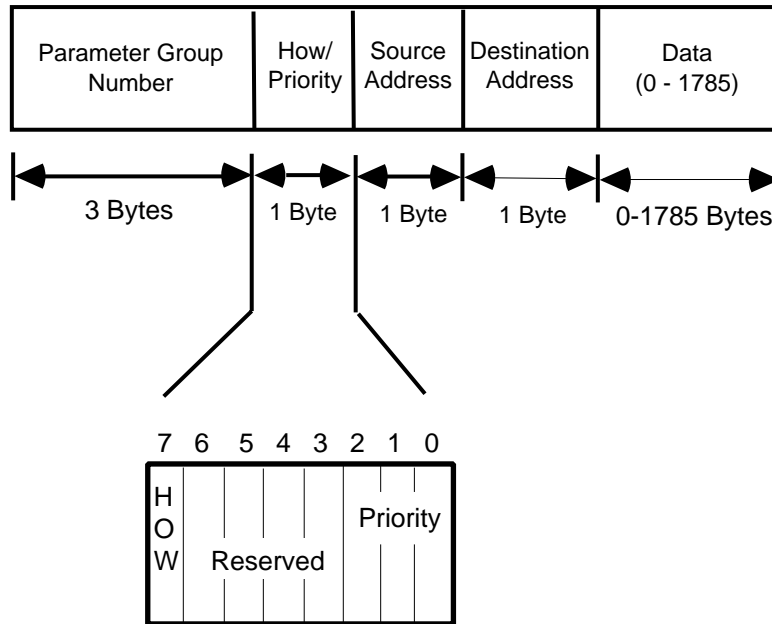 Parameter Group
Number
How/
Priority
Source
Address
Destination
Address
Data
(0 - 1785)
3 Bytes
1 Byte
1 Byte
1 Byte
0-1785 Bytes
7 6 5 4 3 2 1 0
HOW
Reserved
Priority